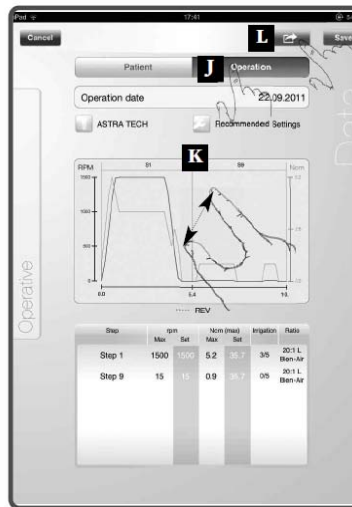 iPad 17:41
L
Cancel Save
J
Patient Operation
Operation date 22.09.2011
ASTRA TECH Recommended Settings
Data
K
RPM S1 S9 Ncm
0
0.0 5.4 10.
REV
Operative
Step rpm Ncm (max) Irrigation Ratio
Max Set Max Set
Step 1 1500 1500 5.2 35.7 3/5 20:1 L
Bien-Air
Step 9 15 15 0.9 35.7 0/5 20:1 L
Bien-Air